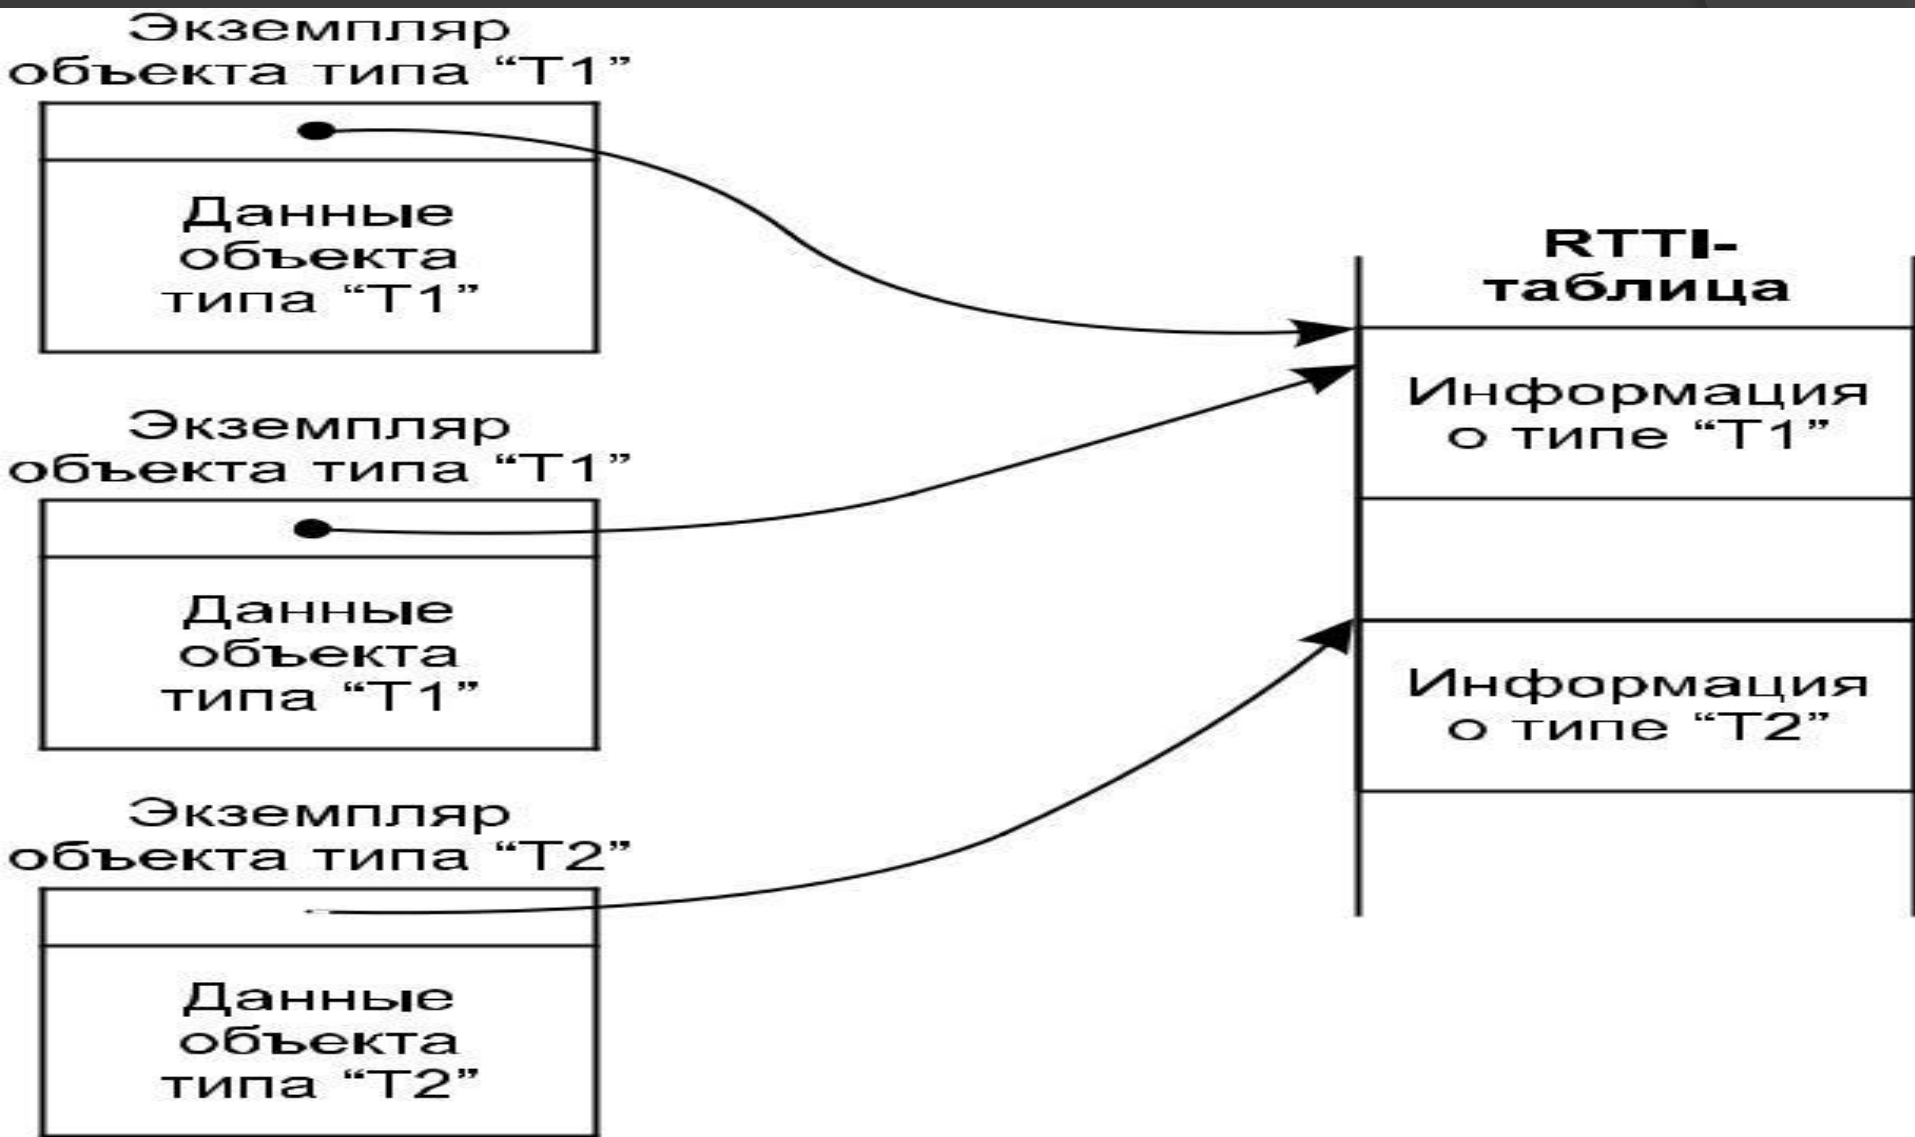 Экземпляр
объекта типа “Т1”
Данные
объекта
типа “Т1”
Экземпляр
объекта типа “Т1”
Данные
объекта
типа “Т1”
Экземпляр
объекта типа “Т2”
Данные
объекта
типа “Т2”
RTTI-
таблица
Информация
о типе “Т1”
Информация
о типе “Т2”